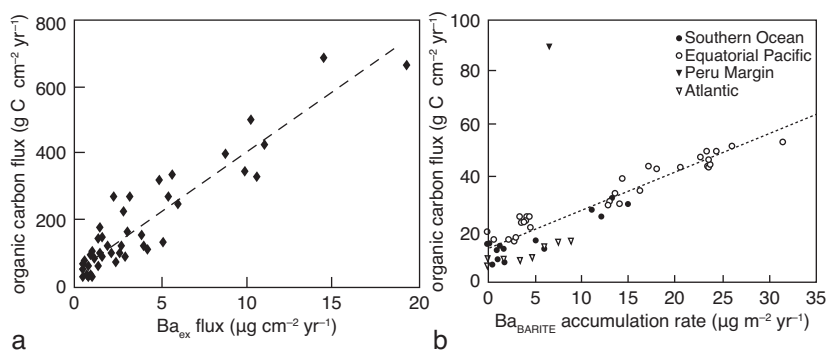 800
600
400
200
0
0
5
10
15
20
organic carbon flux (g C cm⁻² yr⁻¹)
Ba_ex flux (μg cm⁻² yr⁻¹)
a
100
80
60
40
20
0
0
5
10
15
20
25
30
35
organic carbon flux (g C cm⁻² yr⁻¹)
Southern Ocean
Equatorial Pacific
Peru Margin
Atlantic
Ba_BARITE accumulation rate (μg m⁻² yr⁻¹)
b